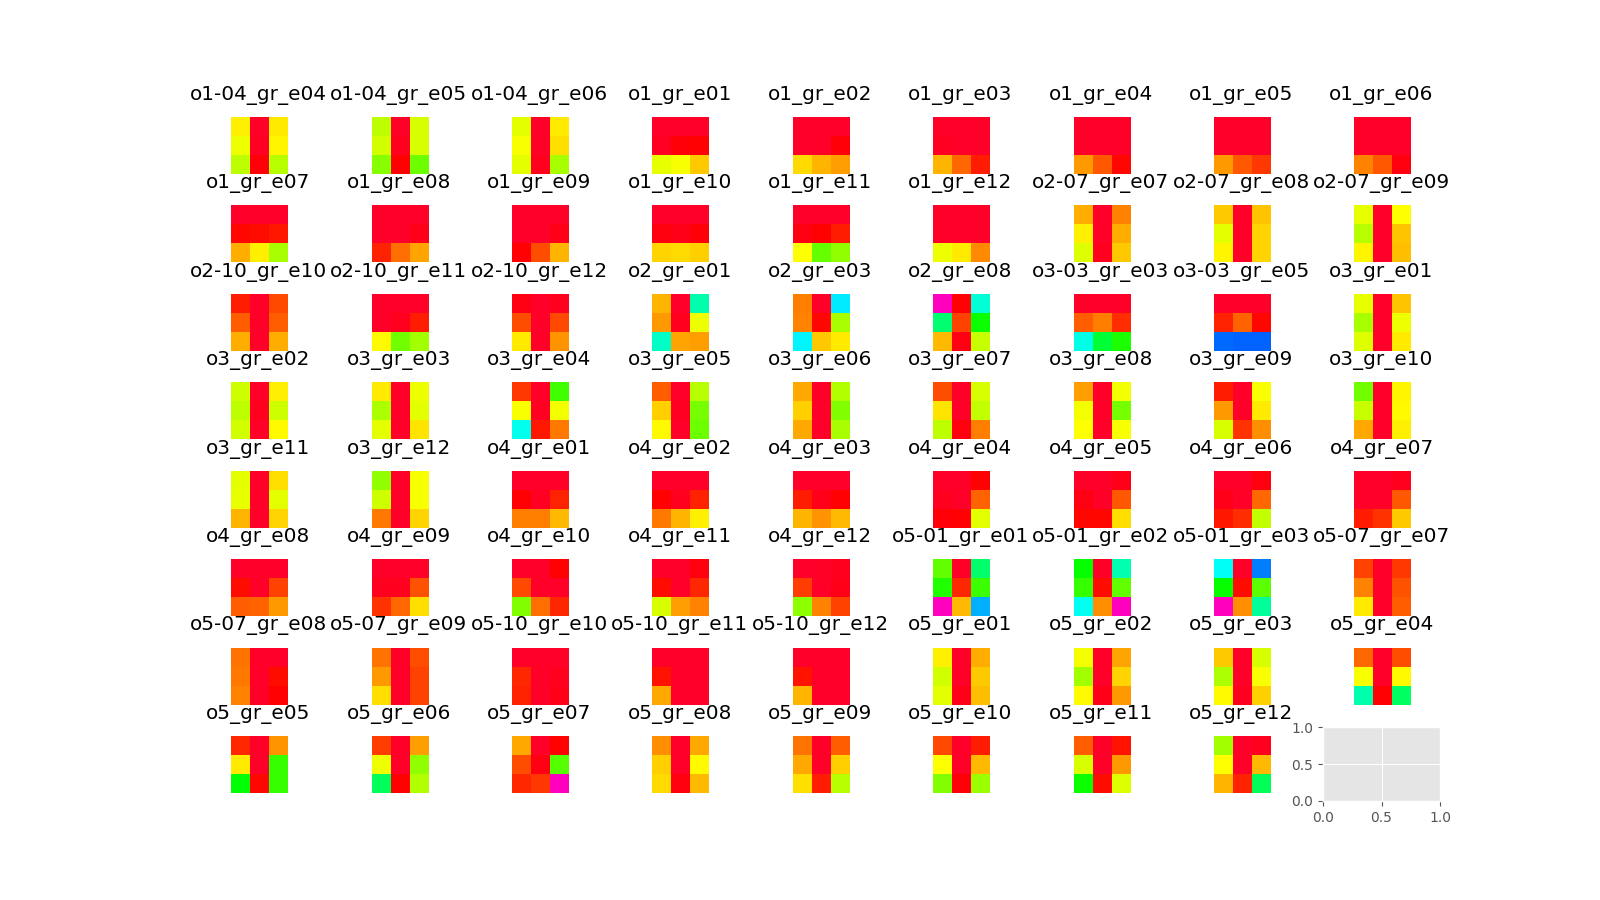 o1-04_gr_e04 o1-04_gr_e05 o1-04_gr_e06 o1_gr_e01 o1_gr_e02 o1_gr_e03 o1_gr_e04 o1_gr_e05 o1_gr_e06
o1_gr_e07 o1_gr_e08 o1_gr_e09 o1_gr_e10 o1_gr_e11 o1_gr_e12 o2-07_gr_e07 o2-07_gr_e08 o2-07_gr_e09
o2-10_gr_e10 o2-10_gr_e11 o2-10_gr_e12 o2_gr_e01 o2_gr_e03 o2_gr_e08 o3-03_gr_e03 o3-03_gr_e05 o3_gr_e01
o3_gr_e02 o3_gr_e03 o3_gr_e04 o3_gr_e05 o3_gr_e06 o3_gr_e07 o3_gr_e08 o3_gr_e09 o3_gr_e10
o3_gr_e11 o3_gr_e12 o4_gr_e01 o4_gr_e02 o4_gr_e03 o4_gr_e04 o4_gr_e05 o4_gr_e06 o4_gr_e07
o4_gr_e08 o4_gr_e09 o4_gr_e10 o4_gr_e11 o4_gr_e12 o5-01_gr_e01 o5-01_gr_e02 o5-01_gr_e03 o5-07_gr_e07
o5-07_gr_e08 o5-07_gr_e09 o5-10_gr_e10 o5-10_gr_e11 o5-10_gr_e12 o5_gr_e01 o5_gr_e02 o5_gr_e03 o5_gr_e04
o5_gr_e05 o5_gr_e06 o5_gr_e07 o5_gr_e08 o5_gr_e09 o5_gr_e10 o5_gr_e11 o5_gr_e12
1.0
0.5
0.0
0.0 0.5 1.0